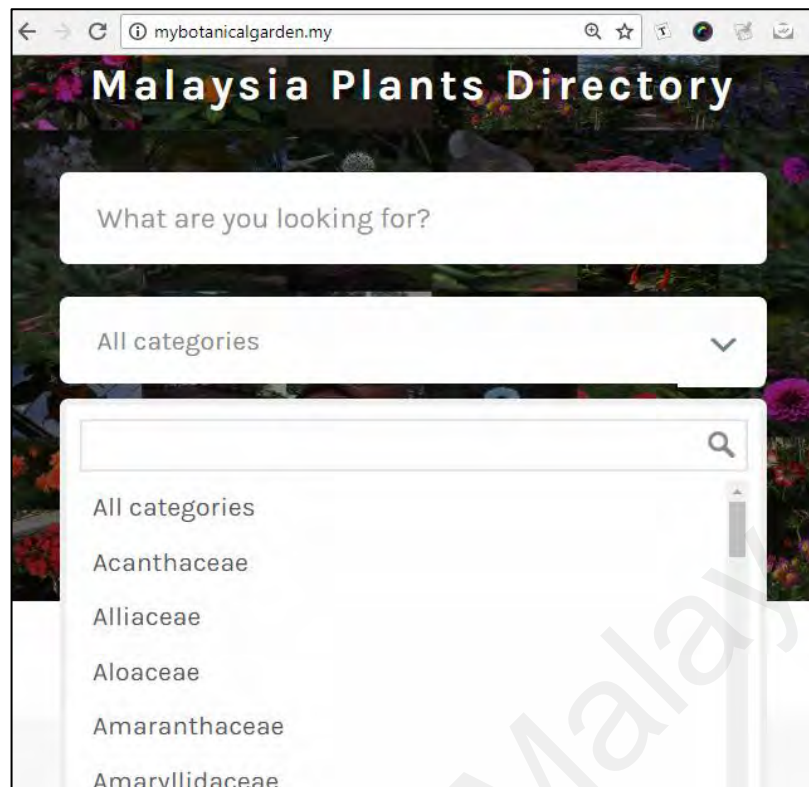 mybotanicalgarden.my
Malaysia Plants Directory
What are you looking for?
All categories
All categories
Acanthaceae
Alliaceae
Aloaceae
Amaranthaceae
Amaryllidaceae
Malay